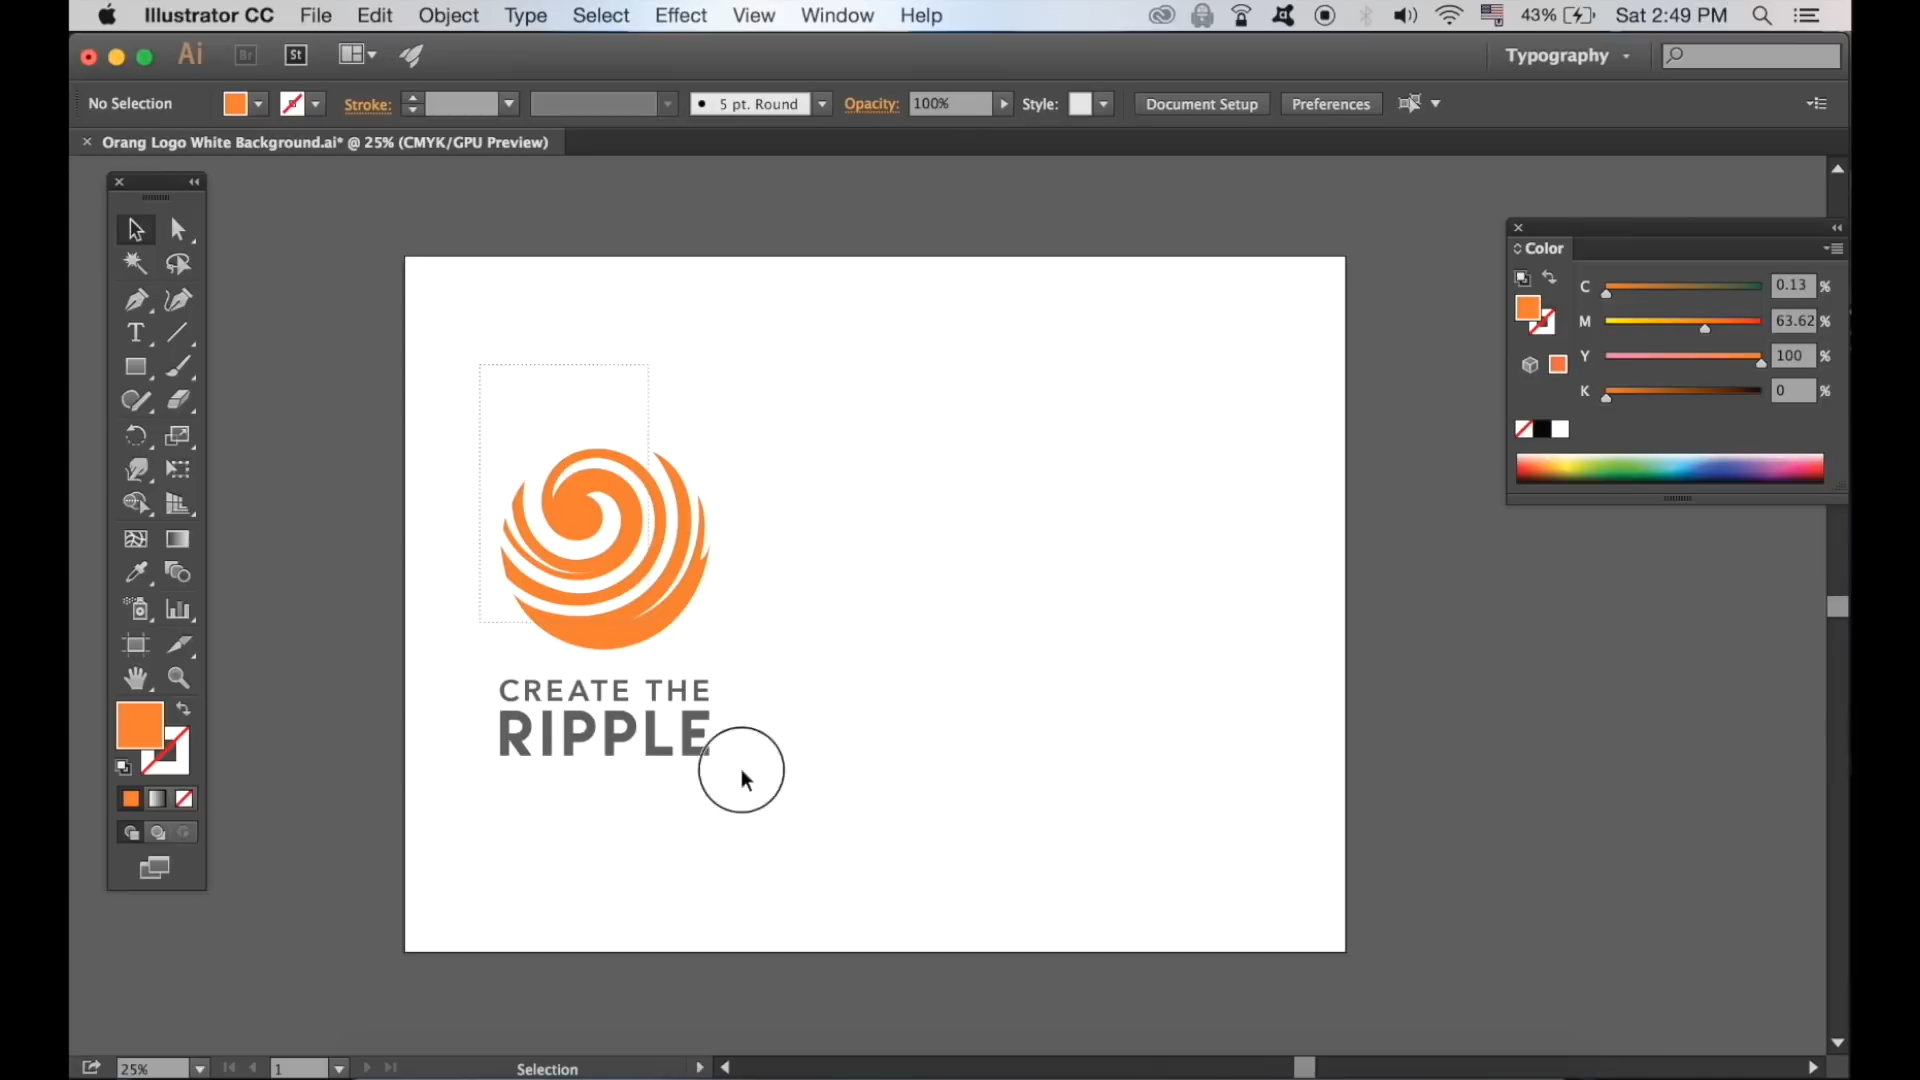 Illustrator CC File Edit Object Type Select Effect View Window Help 43% Sat 2:49 PM
Ai Br St Typography
No Selection Stroke: 5 pt. Round Opacity: 100% Style: Document Setup Preferences
Orang Logo White Background.ai* @ 25% (CMYK/GPU Preview)
Color
C 0.13 %
M 63.62 %
Y 100 %
K 0 %
T
CREATE THE
RIPPLE
25% 1 Selection